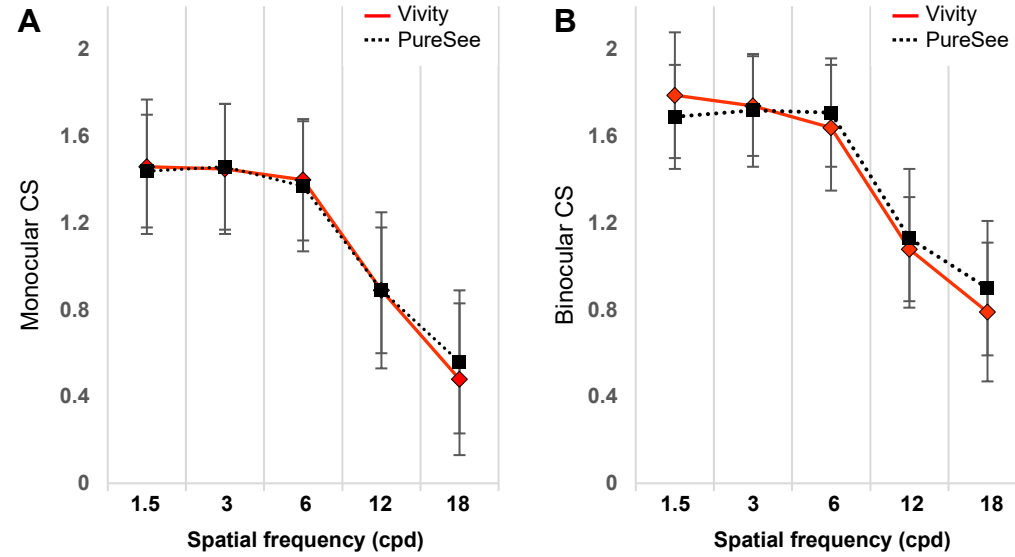 A
Vivity
PureSee
Monocular CS
2
1.6
1.2
0.8
0.4
0
1.5 3 6 12 18
Spatial frequency (cpd)
B
Vivity
PureSee
Binocular CS
2
1.6
1.2
0.8
0.4
0
1.5 3 6 12 18
Spatial frequency (cpd)